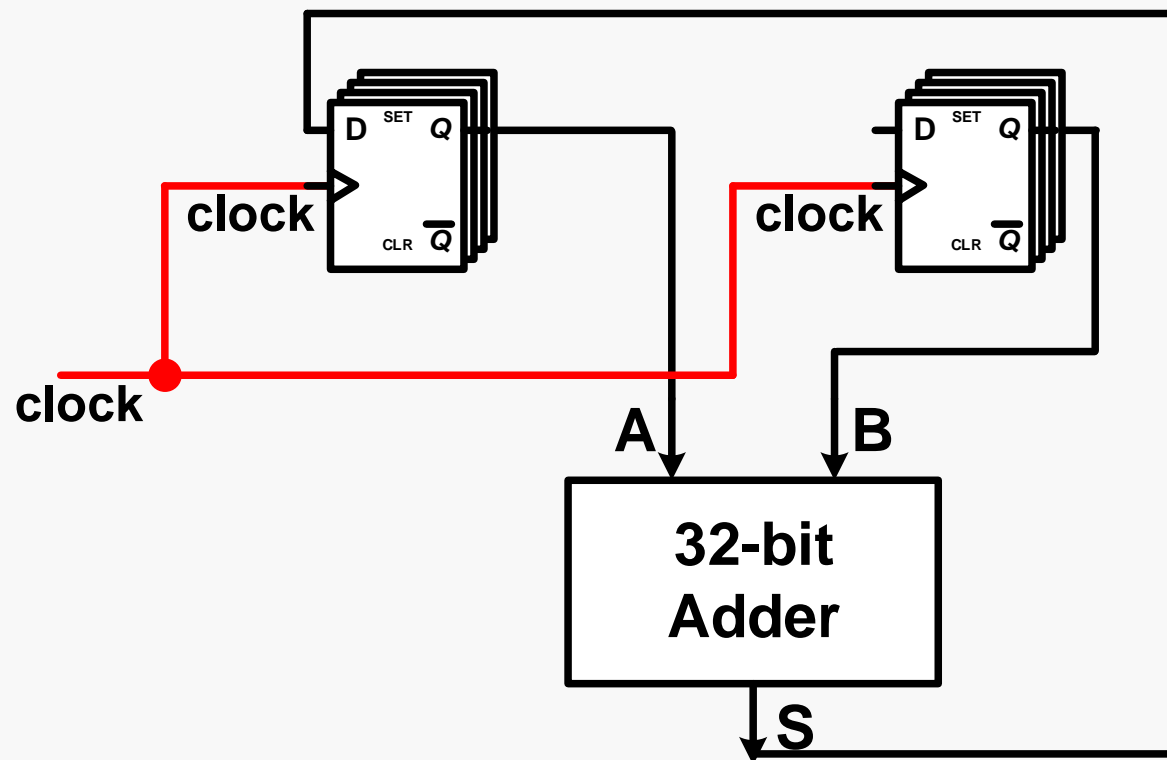 D SET Q
clock
CLR Q
D SET Q
clock
CLR Q
clock
A
B
32-bit
Adder
S